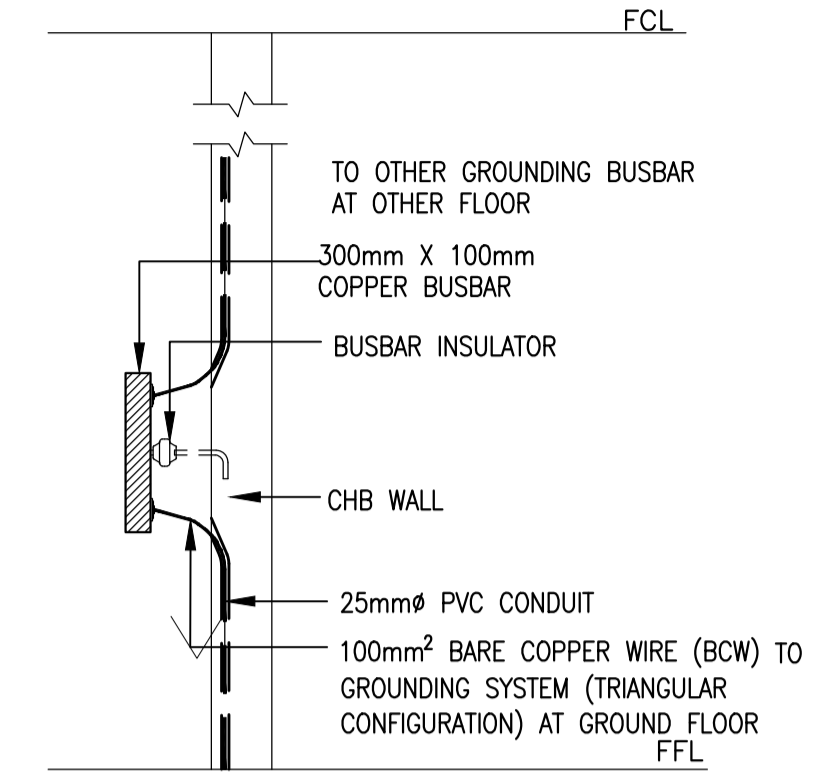 FCL
TO OTHER GROUNDING BUSBAR
AT OTHER FLOOR
300mm X 100mm
COPPER BUSBAR
BUSBAR INSULATOR
CHB WALL
25mmø PVC CONDUIT
100mm² BARE COPPER WIRE (BCW) TO
GROUNDING SYSTEM (TRIANGULAR
CONFIGURATION) AT GROUND FLOOR
FFL